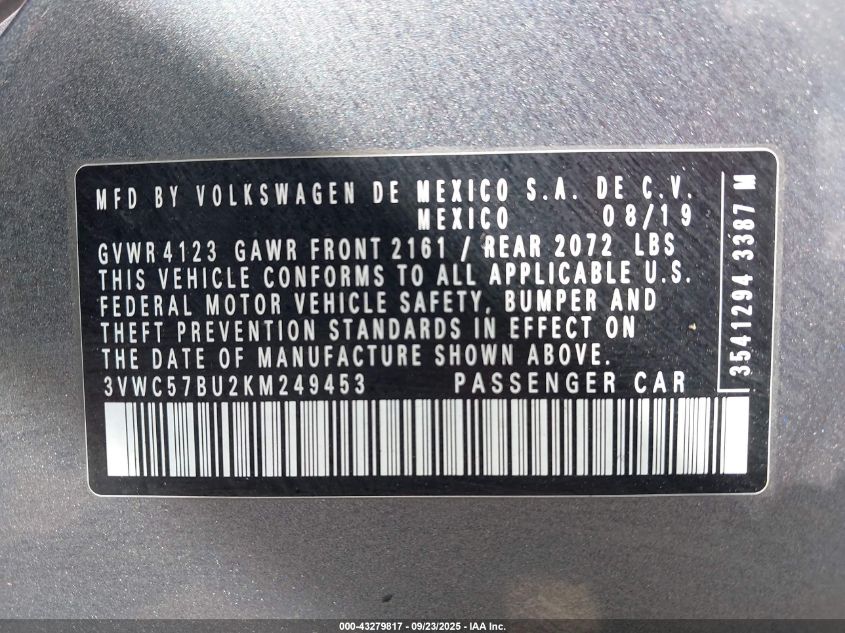 MFD BY VOLKSWAGEN DE MEXICO S.A. DE C.V.
MEXICO 08/19
GVWR 4123 GAWR FRONT 2161 / REAR 2072 LBS
THIS VEHICLE CONFORMS TO ALL APPLICABLE U.S.
FEDERAL MOTOR VEHICLE SAFETY, BUMPER AND
THEFT PREVENTION STANDARDS IN EFFECT ON
THE DATE OF MANUFACTURE SHOWN ABOVE.
3VWC57BU2KM249453 PASSENGER CAR
3541294 3387 M
000-43279817 - 09/23/2025 - IAA Inc.